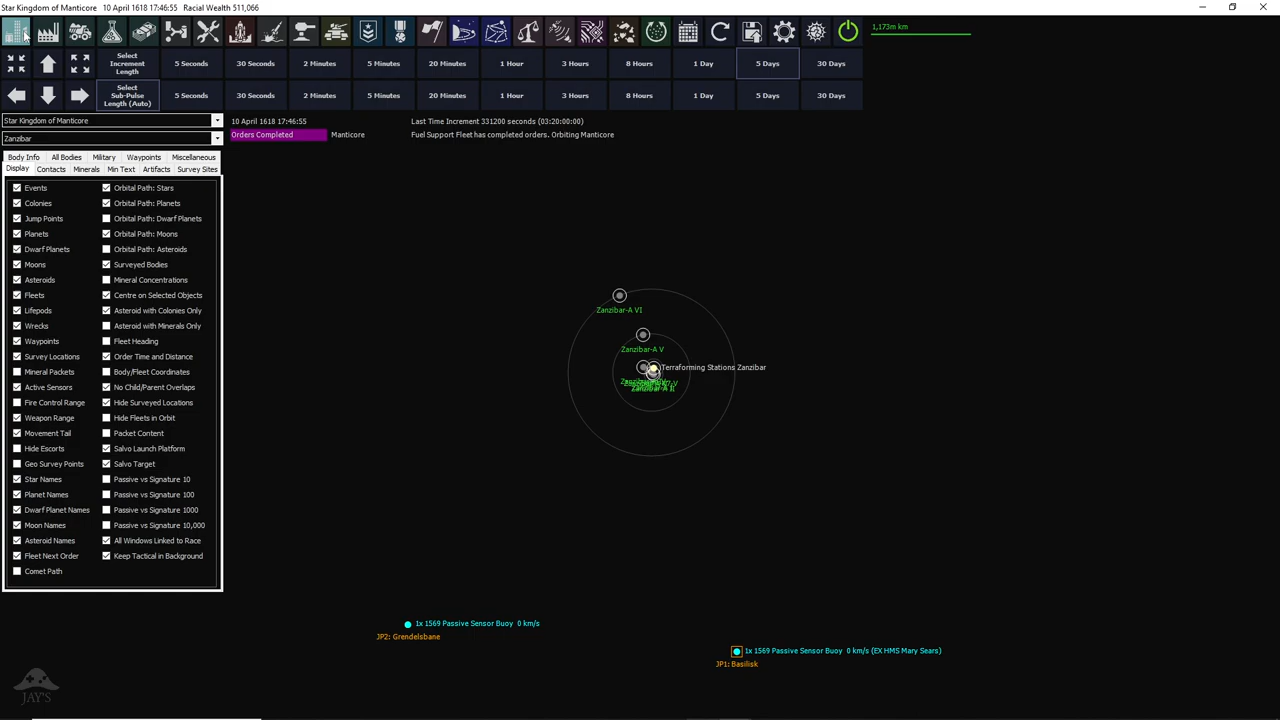 Star Kingdom of Manticore   10 April 1618 17:46:55   Racial Wealth 511,066
1,173m km
Select Increment Length   5 Seconds   30 Seconds   2 Minutes   5 Minutes   20 Minutes   1 Hour   3 Hours   8 Hours   1 Day   5 Days   30 Days
Select Sub-Pulse Length (Auto)   5 Seconds   30 Seconds   2 Minutes   5 Minutes   20 Minutes   1 Hour   3 Hours   8 Hours   1 Day   5 Days   30 Days
Star Kingdom of Manticore   10 April 1618 17:46:55   Last Time Increment 331200 seconds (03:20:00:00)
Orders Completed   Manticore   Fuel Support Fleet has completed orders. Orbiting Manticore
Zanzibar
Body Info   All Bodies   Military   Waypoints   Miscellaneous
Display   Contacts   Minerals   Min Text   Artifacts   Survey Sites
Events   Orbital Path: Stars
Colonies   Orbital Path: Planets
Jump Points   Orbital Path: Dwarf Planets
Planets   Orbital Path: Moons
Dwarf Planets   Orbital Path: Asteroids
Moons   Surveyed Bodies
Asteroids   Mineral Concentrations
Fleets   Centre on Selected Objects
Lifepods   Asteroid with Colonies Only
Wrecks   Asteroid with Minerals Only
Waypoints   Fleet Heading
Survey Locations   Order Time and Distance
Mineral Packets   Body/Fleet Coordinates
Active Sensors   No Child/Parent Overlaps
Fire Control Range   Hide Surveyed Locations
Weapon Range   Hide Fleets in Orbit
Movement Tail   Packet Content
Hide Escorts   Salvo Launch Platform
Geo Survey Points   Salvo Target
Star Names   Passive vs Signature 10
Planet Names   Passive vs Signature 100
Dwarf Planet Names   Passive vs Signature 1000
Moon Names   Passive vs Signature 10,000
Asteroid Names   All Windows Linked to Race
Fleet Next Order   Keep Tactical in Background
Comet Path
Zanzibar-A VI
Zanzibar-A V
Terraforming Stations Zanzibar
1x 1569 Passive Sensor Buoy   0 km/s
JP2: Grendelsbane
1x 1569 Passive Sensor Buoy   0 km/s (EX HMS Mary Sears)
JP1: Basilisk
JAY'S